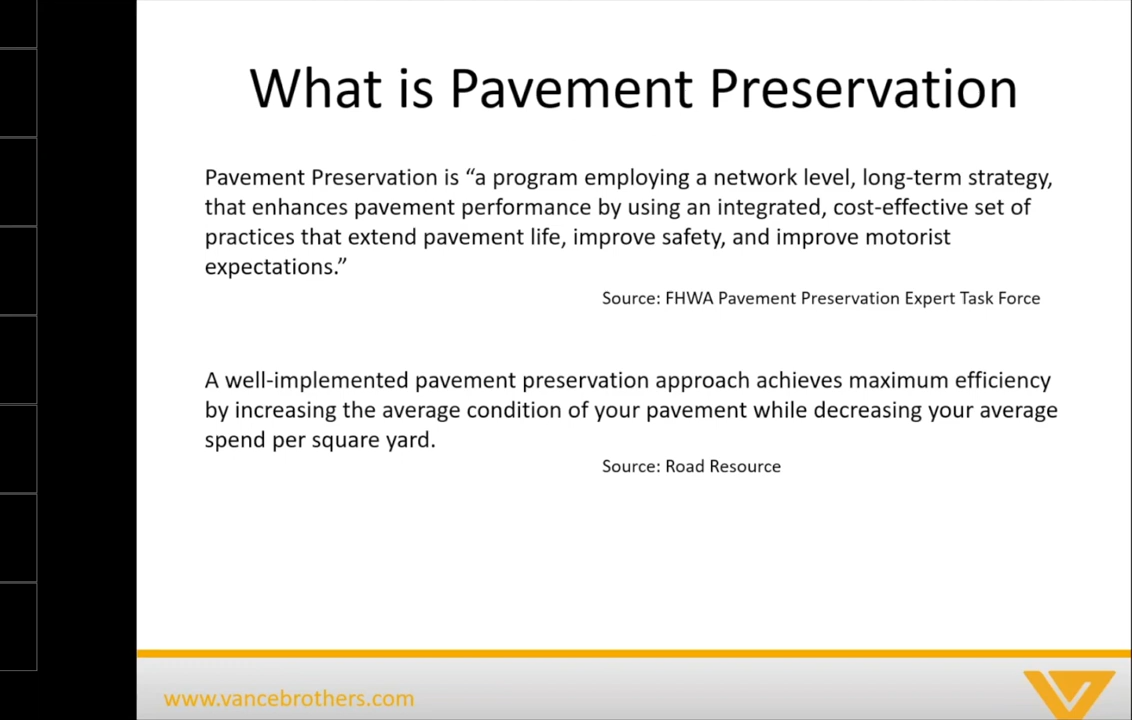 What is Pavement Preservation
Pavement Preservation is “a program employing a network level, long-term strategy,
that enhances pavement performance by using an integrated, cost-effective set of
practices that extend pavement life, improve safety, and improve motorist
expectations.”
Source: FHWA Pavement Preservation Expert Task Force
A well-implemented pavement preservation approach achieves maximum efficiency
by increasing the average condition of your pavement while decreasing your average
spend per square yard.
Source: Road Resource
www.vancebrothers.com